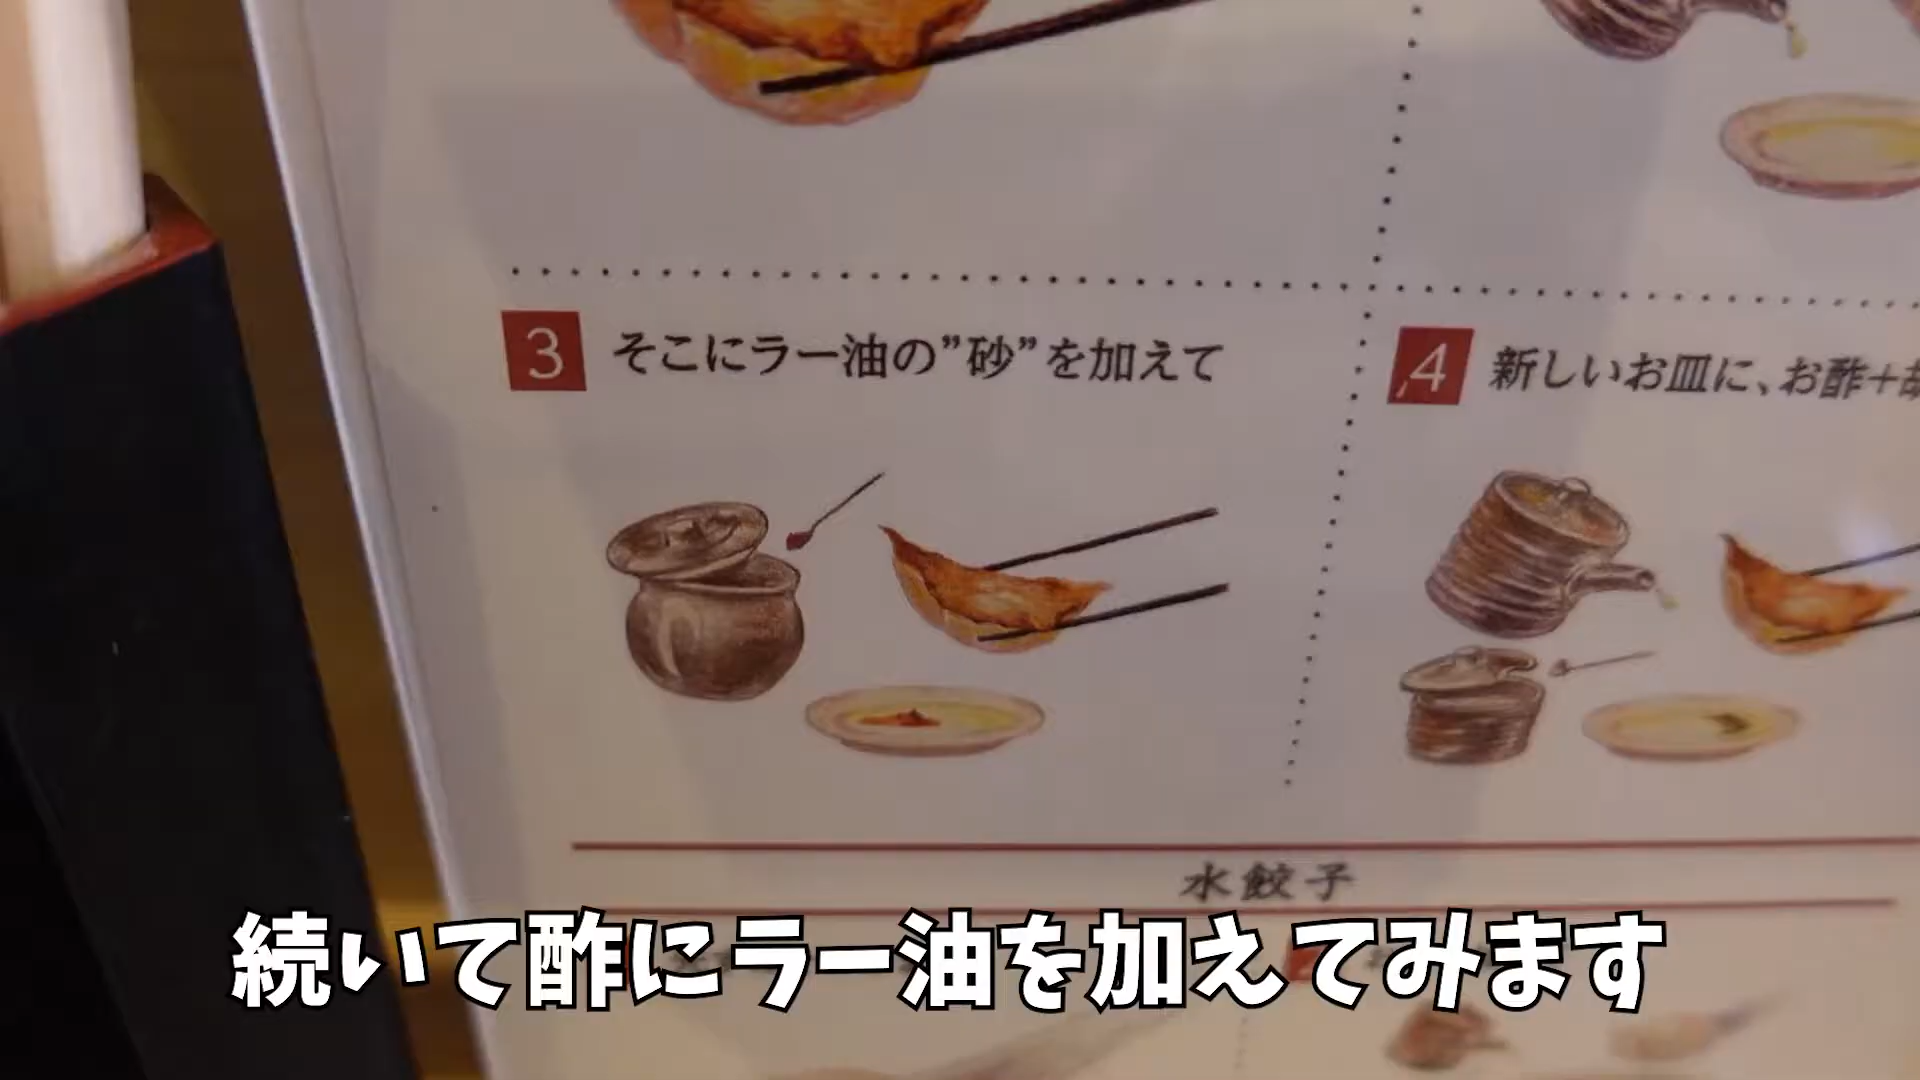 3 そこにラー油の”砂”を加えて
4 新しいお皿に、お酢+胡
水餃子
続いて酢にラー油を加えてみます